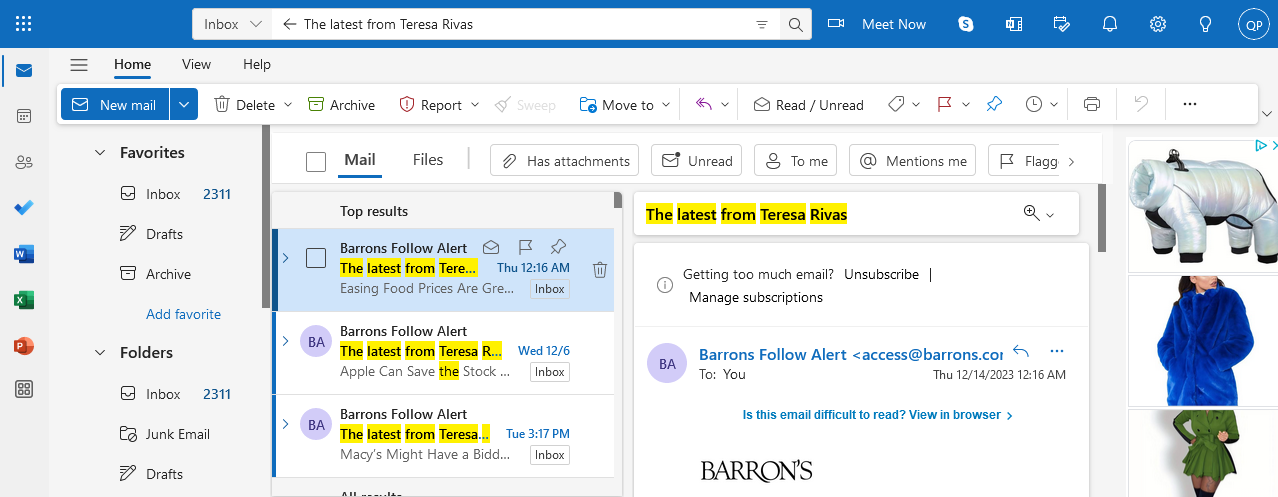 Inbox
The latest from Teresa Rivas
Meet Now
QP
Home
View
Help
New mail
Delete
Archive
Report
Sweep
Move to
Read / Unread
Favorites
Inbox 2311
Drafts
Archive
Add favorite
Folders
Inbox 2311
Junk Email
Drafts
Mail
Files
Has attachments
Unread
To me
Mentions me
Flagge
Top results
Barrons Follow Alert
The latest from Tere... Thu 12:16 AM
Easing Food Prices Are Gre... Inbox
BA
Barrons Follow Alert
The latest from Teresa R... Wed 12/6
Apple Can Save the Stock ... Inbox
BA
Barrons Follow Alert
The latest from Teresa... Tue 3:17 PM
Macy's Might Have a Bidd... Inbox
All results
The latest from Teresa Rivas
Getting too much email? Unsubscribe |
Manage subscriptions
BA
Barrons Follow Alert <access@barrons.cor
To: You
Thu 12/14/2023 12:16 AM
Is this email difficult to read? View in browser
BARRON'S